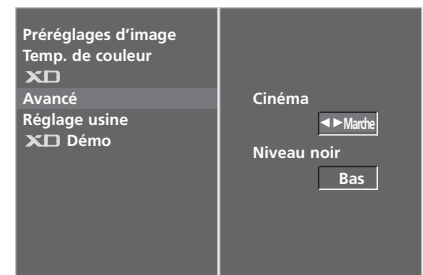 Préréglages d’image
Temp. de couleur
XD
Avancé
Réglage usine
XD Démo
Cinéma
◄►Marche
Niveau noir
Bas